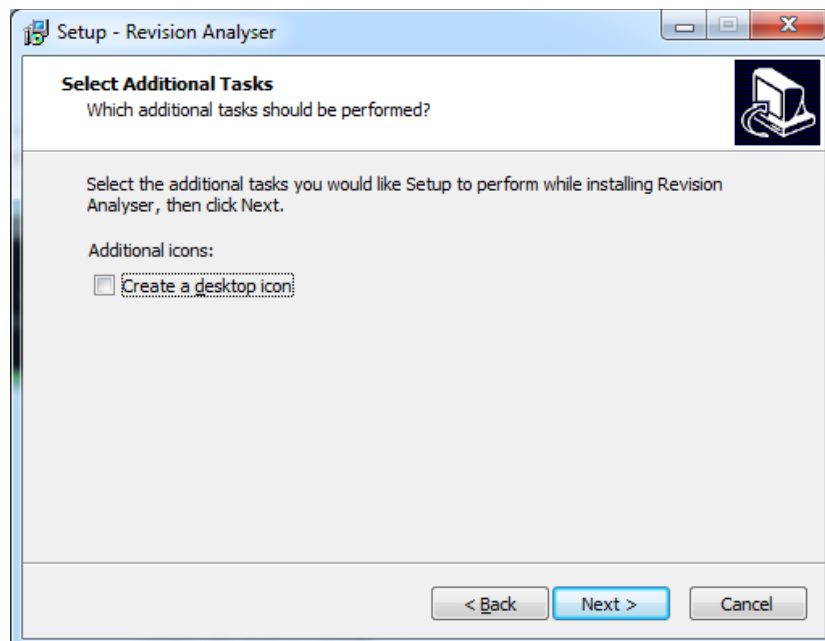 Setup - Revision Analyser
Select Additional Tasks
Which additional tasks should be performed?
Select the additional tasks you would like Setup to perform while installing Revision
Analyser, then click Next.
Additional icons:
Create a desktop icon
< Back Next > Cancel